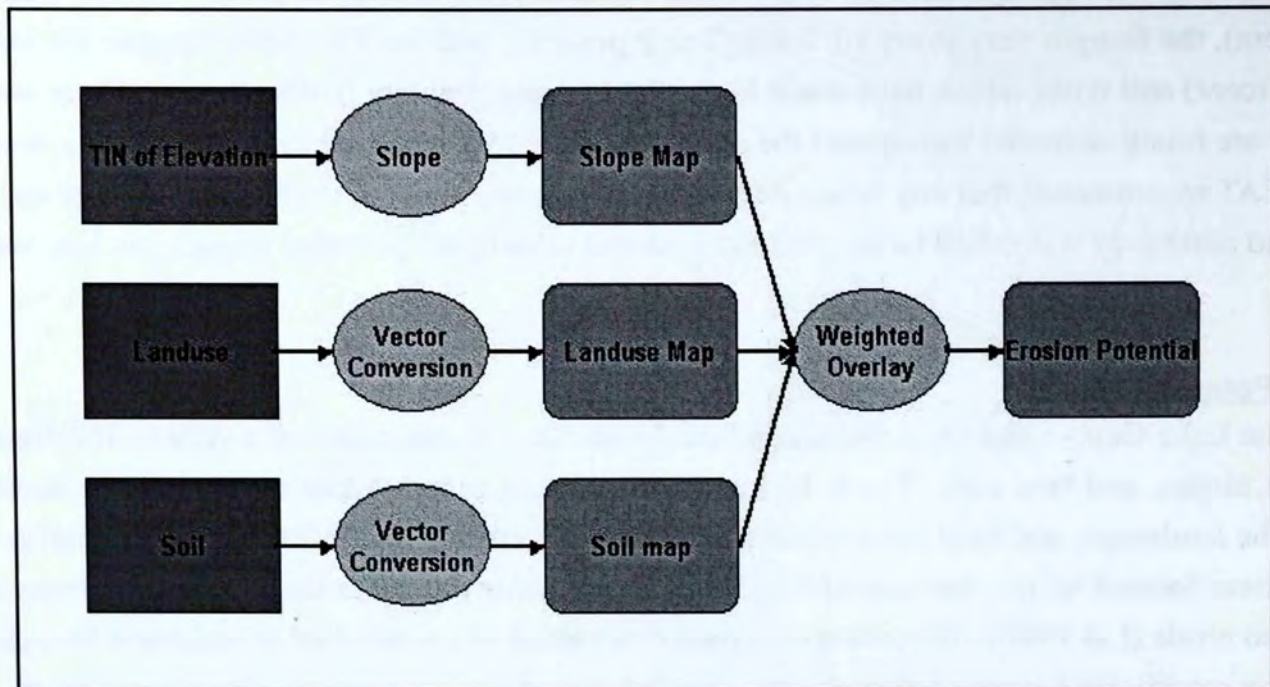 TIN of Elevation
Slope
Slope Map
Landuse
Vector
Conversion
Landuse Map
Weighted
Overlay
Erosion Potential
Soil
Vector
Conversion
Soil map